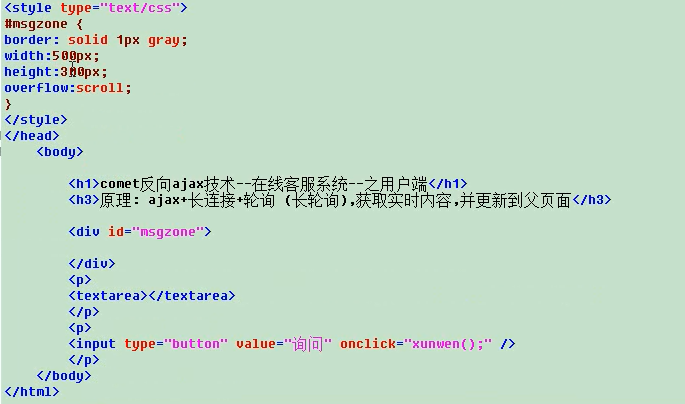 <style type="text/css">
#msgzone {
border: solid 1px gray;
width:500px;
height:300px;
overflow:scroll;
}
</style>
</head>
<body>
<h1>comet反向ajax技术--在线客服系统--之用户端</h1>
<h3>原理: ajax+长连接+轮询 (长轮询),获取实时内容,并更新到父页面</h3>
<div id="msgzone">
</div>
<p>
<textarea></textarea>
</p>
<p>
<input type="button" value="询问" onclick="xunwen();" />
</p>
</body>
</html>